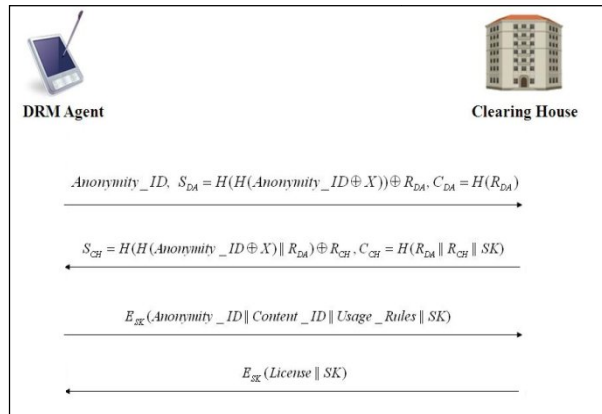 DRM Agent
Clearing House
Anonymity_ID, S_DA = H(H(Anonymity_ID ⊕ X)) ⊕ R_DA, C_DA = H(R_DA)
S_CH = H(H(Anonymity_ID ⊕ X) || R_DA) ⊕ R_CH, C_CH = H(R_DA || R_CH || SK)
E_SK(Anonymity_ID || Content_ID || Usage_Rules || SK)
E_SK(License || SK)